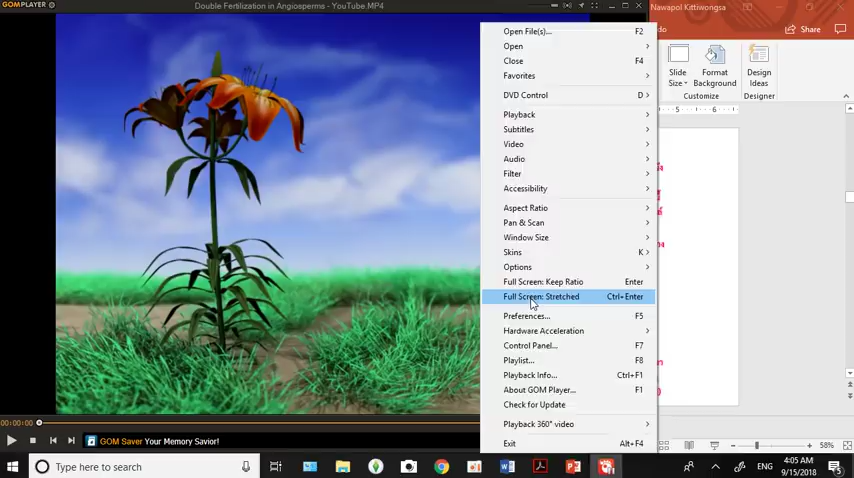 GOMPLAYER
Double Fertilization in Angiosperms - YouTube.MP4
Nawapol Kittiwongsa
do
Share
Slide Size
Format Background
Design Ideas
Customize
Designer
5
6
Open File(s)... F2
Open
Close F4
Favorites
DVD Control D
Playback
Subtitles
Video
Audio
Filter
Accessibility
Aspect Ratio
Pan & Scan
Window Size
Skins K
Options
Full Screen: Keep Ratio Enter
Full Screen: Stretched Ctrl+Enter
Preferences... F5
Hardware Acceleration
Control Panel... F7
Playlist... F8
Playback Info... Ctrl+F1
About GOM Player... F1
Check for Update
Playback 360° video
Exit Alt+F4
00:00:00
GOM Saver Your Memory Savior!
58%
Type here to search
ENG
4:05 AM
9/15/2018